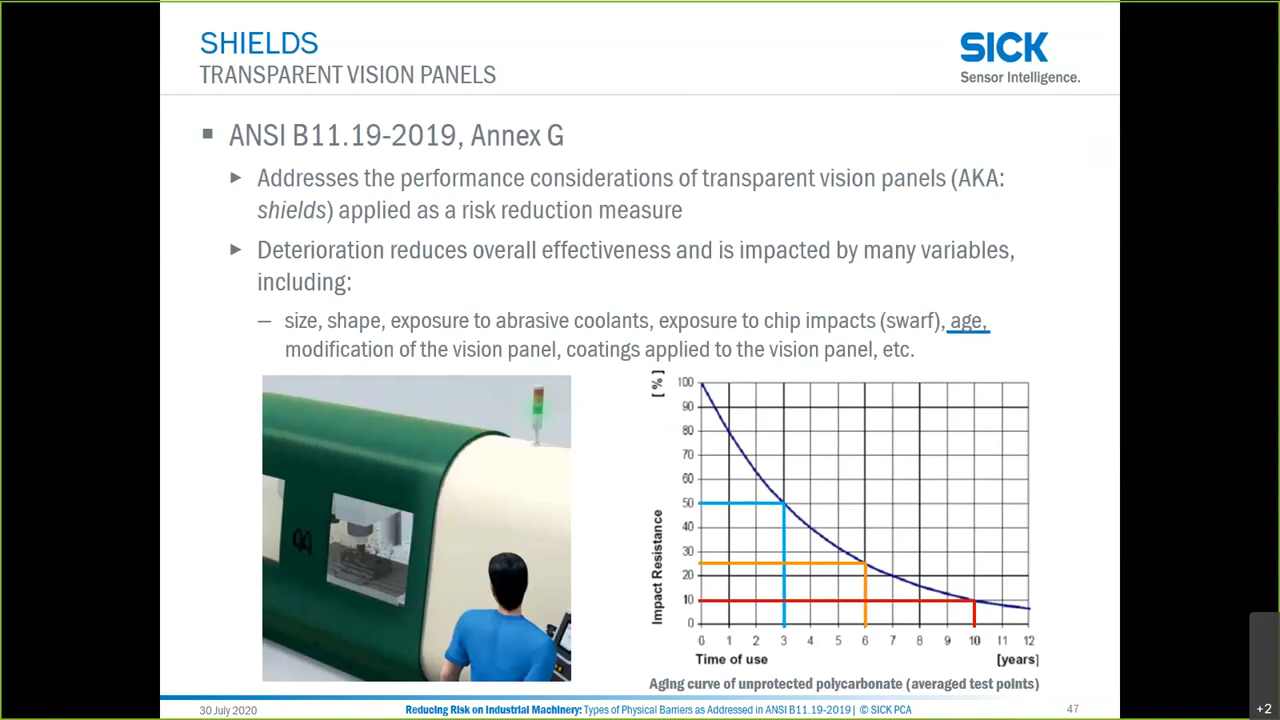 SHIELDS
TRANSPARENT VISION PANELS
SICK
Sensor Intelligence.
■ ANSI B11.19-2019, Annex G
► Addresses the performance considerations of transparent vision panels (AKA:
shields) applied as a risk reduction measure
► Deterioration reduces overall effectiveness and is impacted by many variables,
including:
– size, shape, exposure to abrasive coolants, exposure to chip impacts (swarf), age,
modification of the vision panel, coatings applied to the vision panel, etc.
[ % ]
Impact Resistance
100
90
80
70
60
50
40
30
20
10
0
0 1 2 3 4 5 6 7 8 9 10 11 12
Time of use [years]
Aging curve of unprotected polycarbonate (averaged test points)
30 July 2020
Reducing Risk on Industrial Machinery: Types of Physical Barriers as Addressed in ANSI B11.19-2019 | © SICK PCA
47
+2